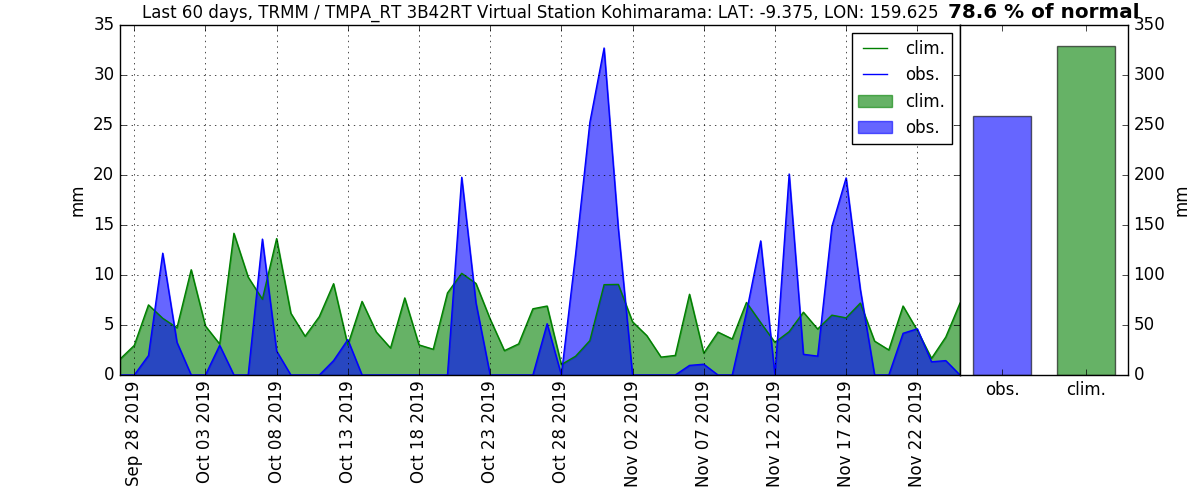 Last 60 days, TRMM / TMPA_RT 3B42RT Virtual Station Kohimarama: LAT: -9.375, LON: 159.625 78.6 % of normal
35
30
25
20
15
10
5
0
mm
clim.
obs.
clim.
obs.
350
300
250
200
150
100
50
0
mm
obs. clim.
Sep 28 2019
Oct 03 2019
Oct 08 2019
Oct 13 2019
Oct 18 2019
Oct 23 2019
Oct 28 2019
Nov 02 2019
Nov 07 2019
Nov 12 2019
Nov 17 2019
Nov 22 2019